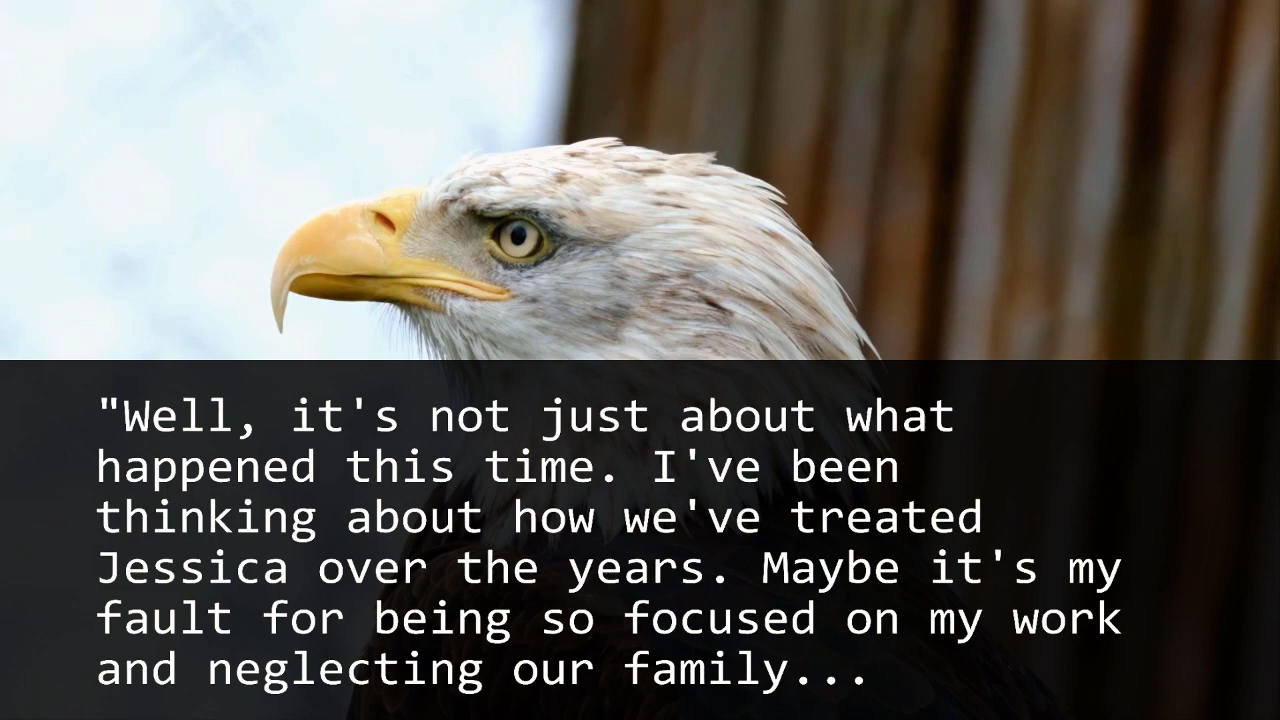 "Well, it's not just about what
happened this time. I've been
thinking about how we've treated
Jessica over the years. Maybe it's my
fault for being so focused on my work
and neglecting our family...